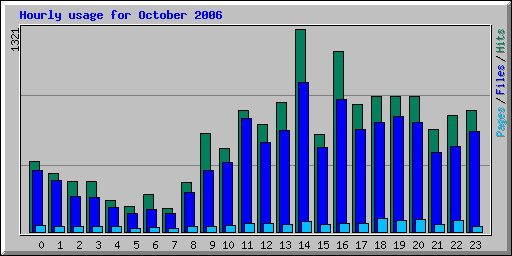 Hourly usage for October 2006
1321
Pages / Files / Hits
0 1 2 3 4 5 6 7 8 9 10 11 12 13 14 15 16 17 18 19 20 21 22 23